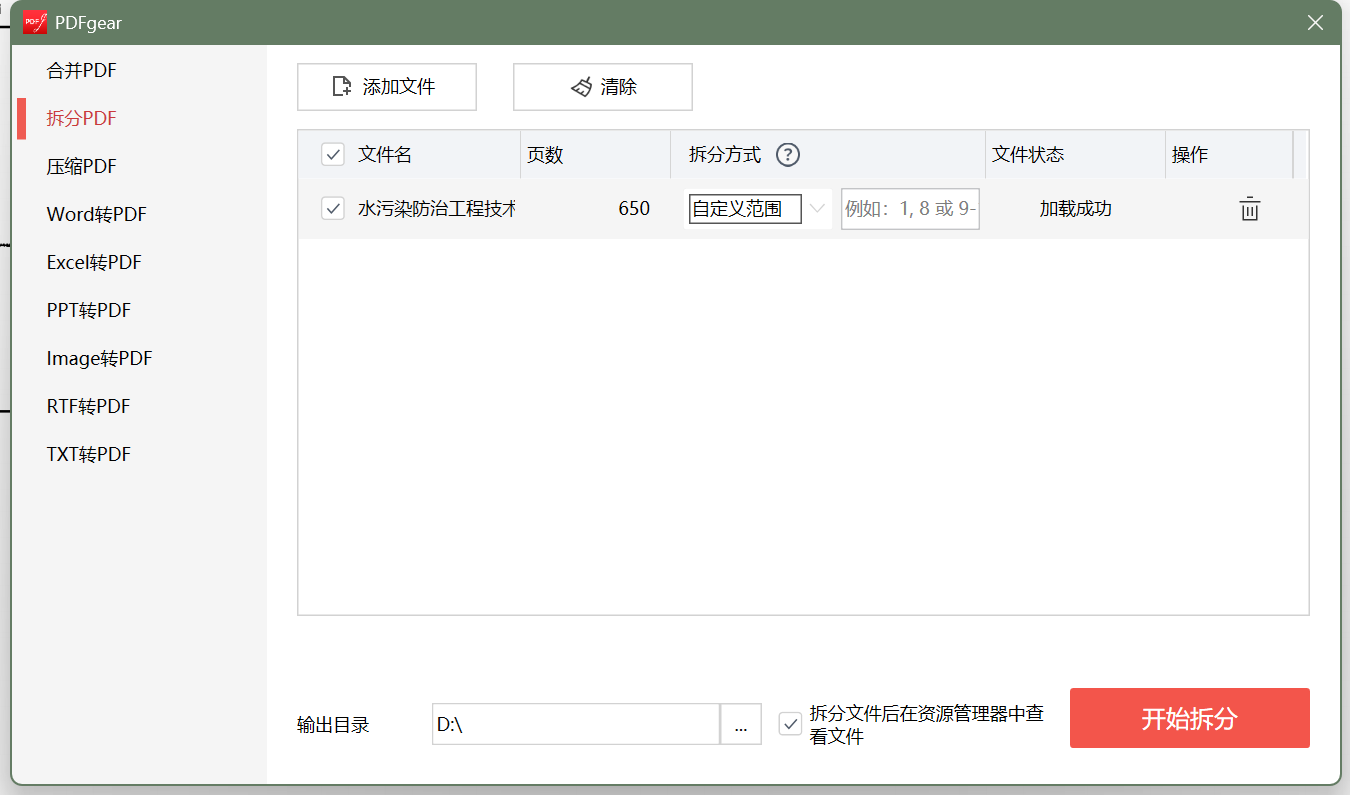 PDFgear
合并PDF
拆分PDF
压缩PDF
Word转PDF
Excel转PDF
PPT转PDF
Image转PDF
RTF转PDF
TXT转PDF
添加文件
清除
文件名
页数
拆分方式 ?
文件状态
操作
水污染防治工程技术
650
自定义范围
例如：1, 8 或 9-
加载成功
输出目录
D:\
...
拆分文件后在资源管理器中查
看文件
开始拆分